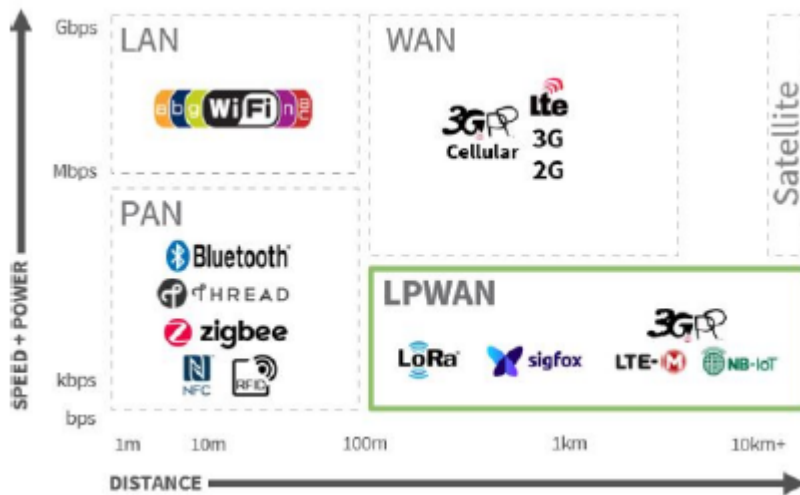 Gbps
LAN
WAN
a b g WiFi n ac
3GPP
Cellular
Lte
3G
2G
Satellite
Mbps
PAN
Bluetooth
THREAD
zigbee
NFC
RFID
LPWAN
LoRa
sigfox
3GPP
LTE-M
NB-IoT
kbps
bps
SPEED + POWER
1m 10m 100m 1km 10km+
DISTANCE